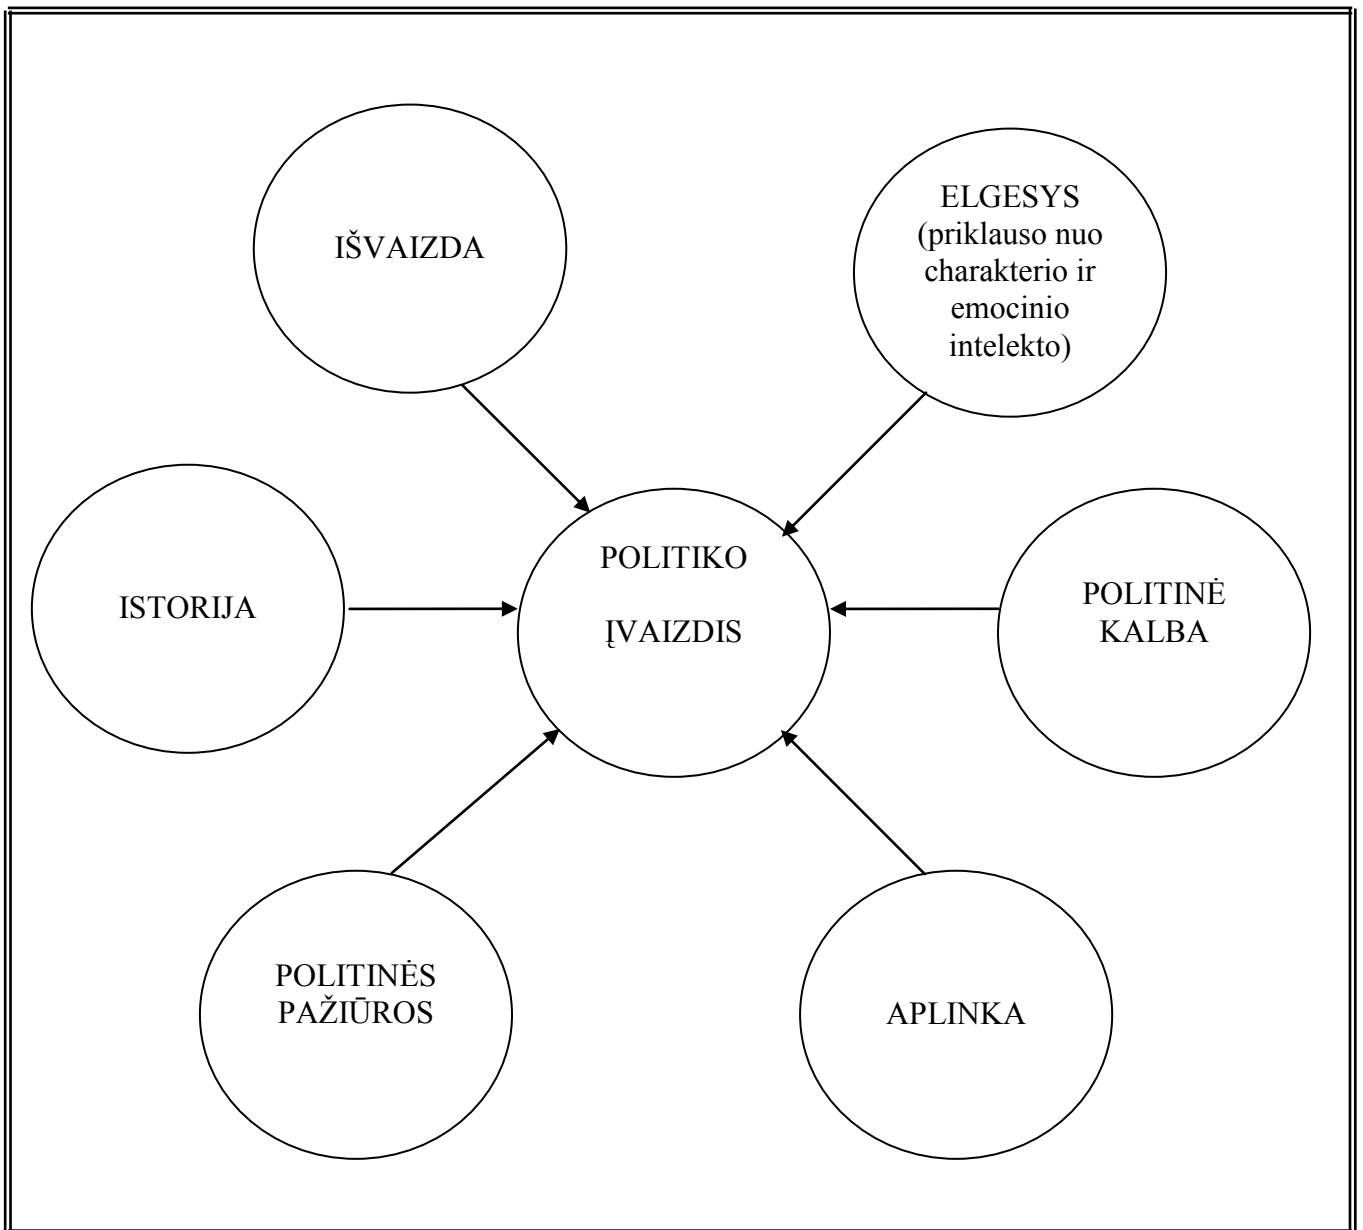 IŠVAIZDA
ELGESYS
(priklauso nuo
charakterio ir
emocinio
intelekto)
ISTORIJA
POLITIKO
ĮVAIZDIS
POLITINĖ
KALBA
POLITINĖS
PAŽIŪROS
APLINKA